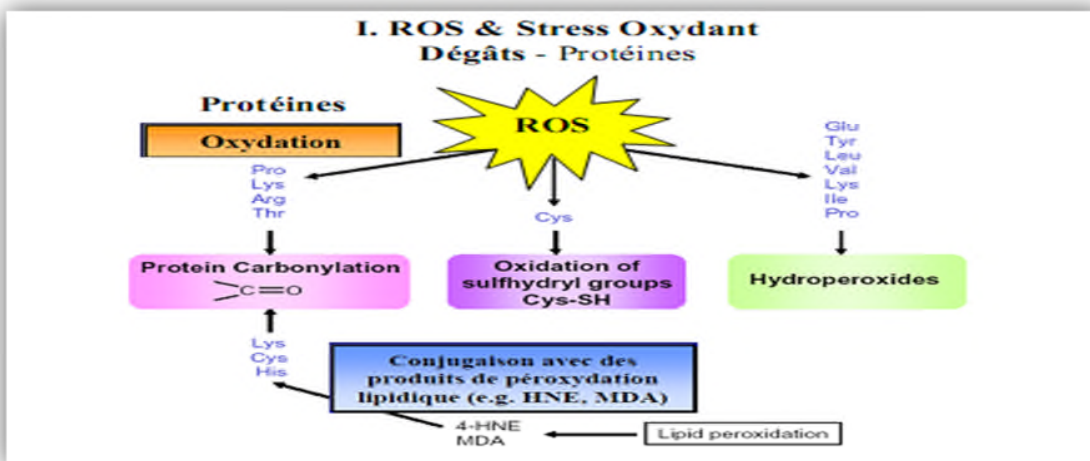 I. ROS & Stress Oxydant
Dégâts - Protéines
Protéines
Oxydation
ROS
Pro
Lys
Arg
Thr
Cys
Glu
Tyr
Leu
Val
Lys
Ile
Pro
Protein Carbonylation
C=O
Oxidation of
sulfhydryl groups
Cys-SH
Hydroperoxides
Lys
Cys
His
Conjugaison avec des
produits de péroxydation
lipidique (e.g. HNE, MDA)
4-HNE
MDA
Lipid peroxidation